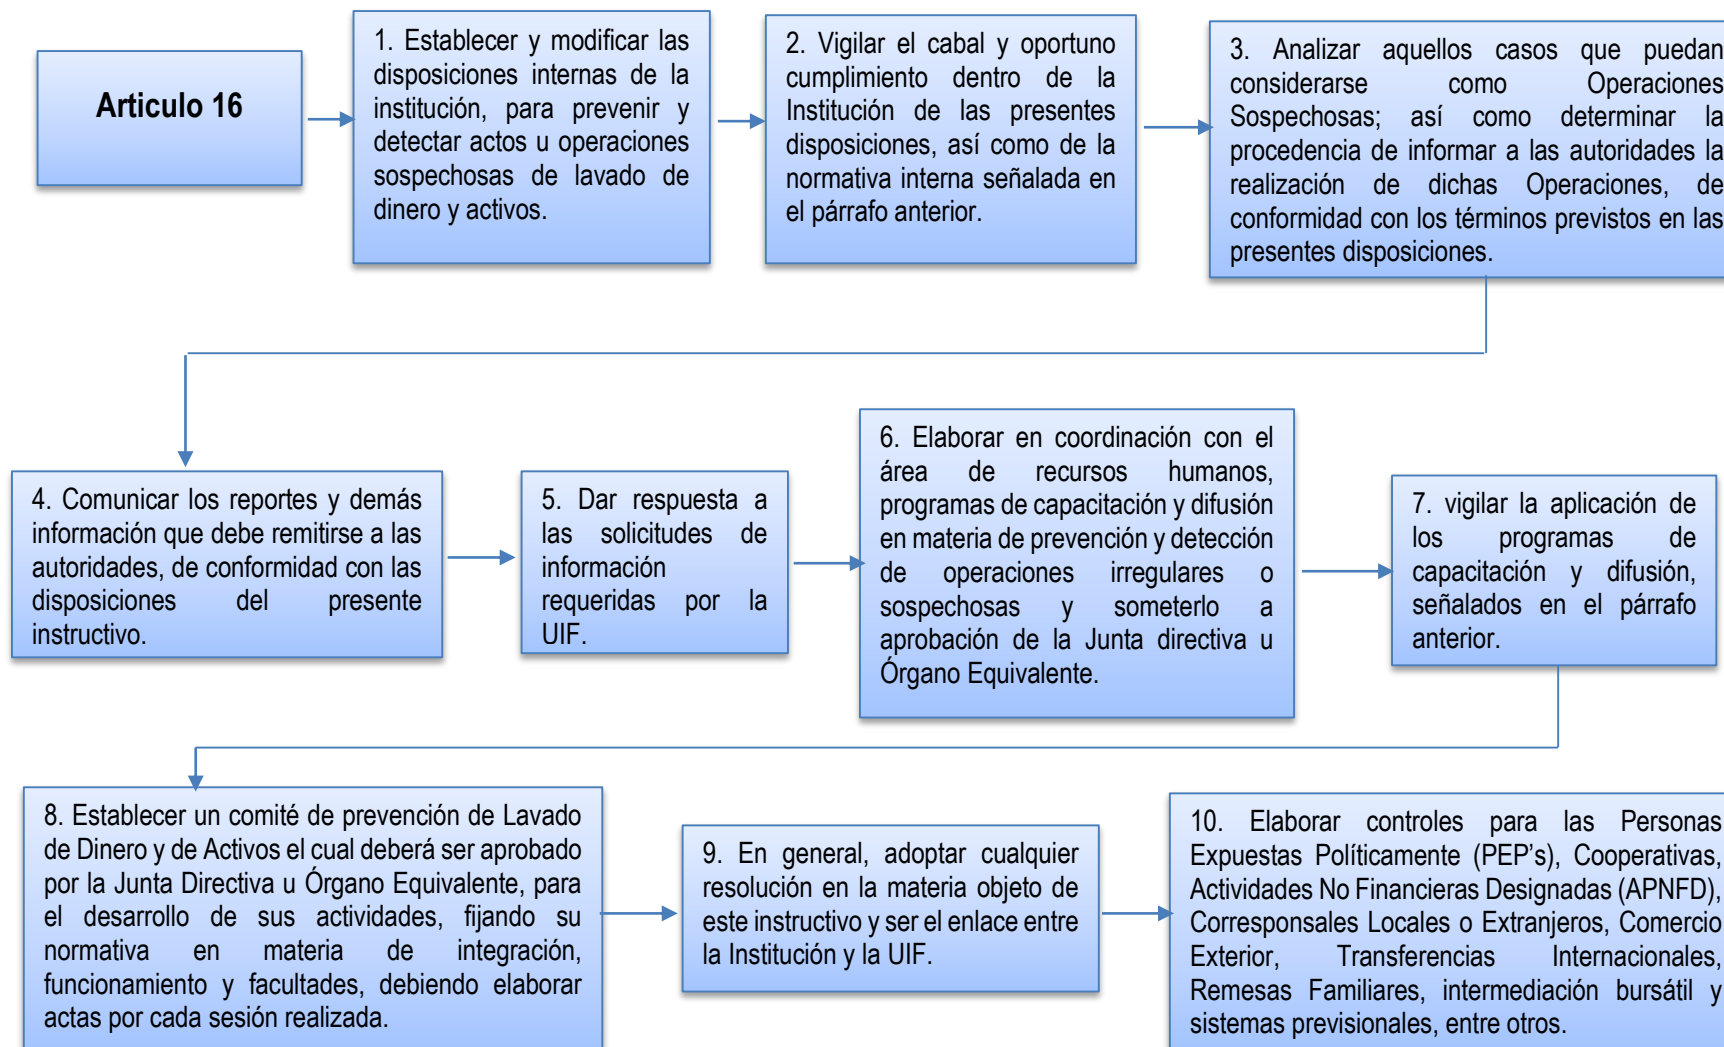 Articulo 16
1. Establecer y modificar las
disposiciones internas de la
institución, para prevenir y
detectar actos u operaciones
sospechosas de lavado de
dinero y activos.
2. Vigilar el cabal y oportuno
cumplimiento dentro de la
Institución de las presentes
disposiciones, así como de la
normativa interna señalada en
el párrafo anterior.
3. Analizar aquellos casos que puedan
considerarse como Operaciones
Sospechosas; así como determinar la
procedencia de informar a las autoridades la
realización de dichas Operaciones, de
conformidad con los términos previstos en las
presentes disposiciones.
4. Comunicar los reportes y demás
información que debe remitirse a las
autoridades, de conformidad con las
disposiciones del presente
instructivo.
5. Dar respuesta a
las solicitudes de
información
requeridas por la
UIF.
6. Elaborar en coordinación con el
área de recursos humanos,
programas de capacitación y difusión
en materia de prevención y detección
de operaciones irregulares o
sospechosas y someterlo a
aprobación de la Junta directiva u
Órgano Equivalente.
7. vigilar la aplicación de
los programas de
capacitación y difusión,
señalados en el párrafo
anterior.
8. Establecer un comité de prevención de Lavado
de Dinero y de Activos el cual deberá ser aprobado
por la Junta Directiva u Órgano Equivalente, para
el desarrollo de sus actividades, fijando su
normativa en materia de integración,
funcionamiento y facultades, debiendo elaborar
actas por cada sesión realizada.
9. En general, adoptar cualquier
resolución en la materia objeto de
este instructivo y ser el enlace entre
la Institución y la UIF.
10. Elaborar controles para las Personas
Expuestas Políticamente (PEP's), Cooperativas,
Actividades No Financieras Designadas (APNFD),
Corresponsales Locales o Extranjeros, Comercio
Exterior, Transferencias Internacionales,
Remesas Familiares, intermediación bursátil y
sistemas previsionales, entre otros.